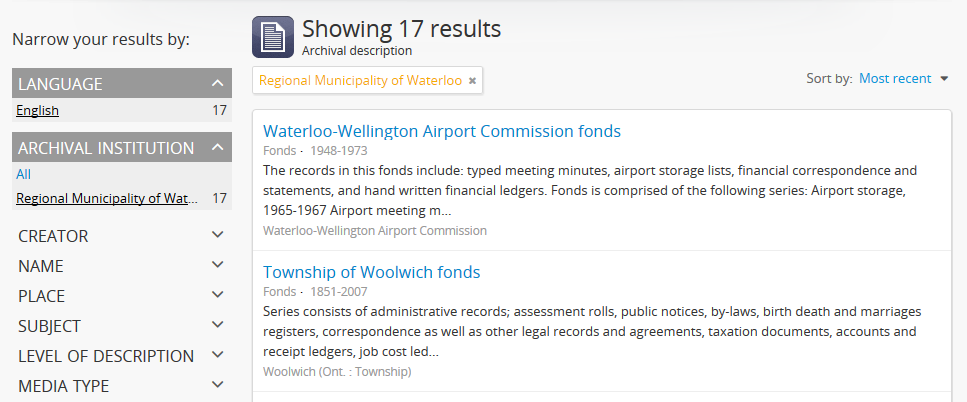 Narrow your results by:
LANGUAGE
English 17
ARCHIVAL INSTITUTION
All
Regional Municipality of Wat... 17
CREATOR
NAME
PLACE
SUBJECT
LEVEL OF DESCRIPTION
MEDIA TYPE
Showing 17 results
Archival description
Regional Municipality of Waterloo ×
Sort by: Most recent
Waterloo-Wellington Airport Commission fonds
Fonds · 1948-1973
The records in this fonds include: typed meeting minutes, airport storage lists, financial correspondence and
statements, and hand written financial ledgers. Fonds is comprised of the following series: Airport storage,
1965-1967 Airport meeting m...
Waterloo-Wellington Airport Commission
Township of Woolwich fonds
Fonds · 1851-2007
Series consists of administrative records; assessment rolls, public notices, by-laws, birth death and marriages
registers, correspondence as well as other legal records and agreements, taxation documents, accounts and
receipt ledgers, job cost led...
Woolwich (Ont. : Township)